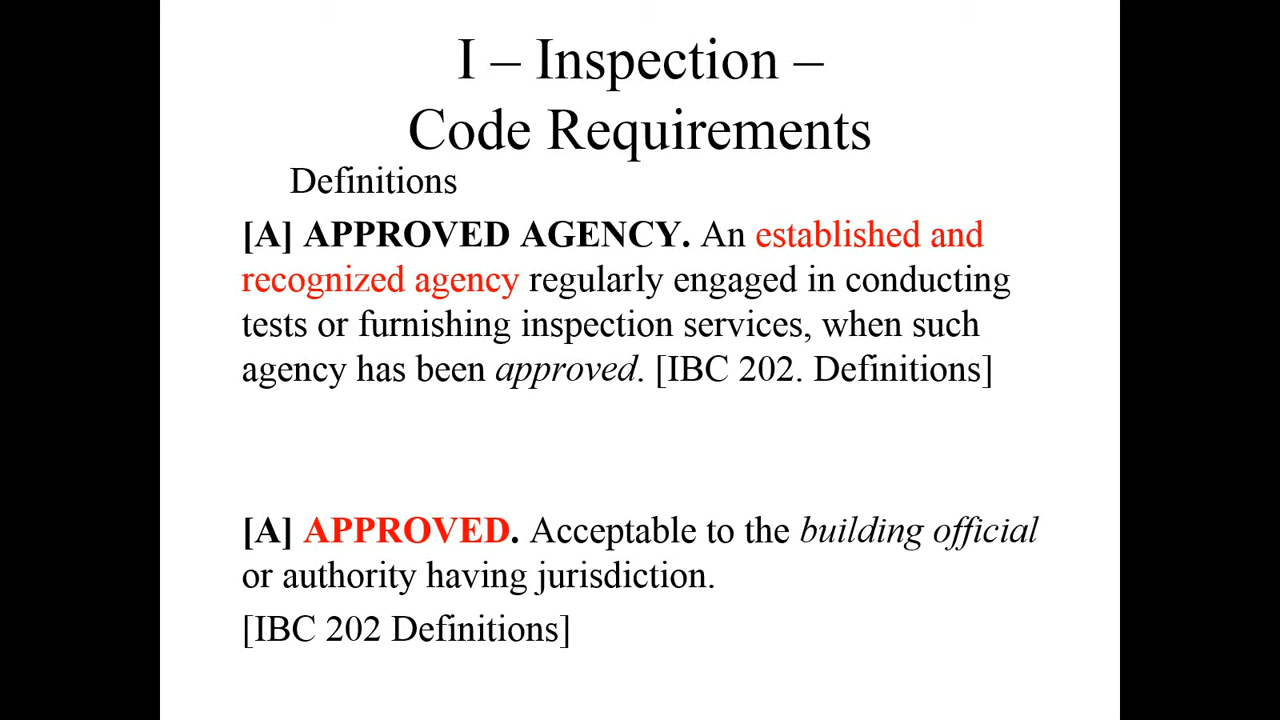 I – Inspection –
Code Requirements
Definitions
[A] APPROVED AGENCY. An established and
recognized agency regularly engaged in conducting
tests or furnishing inspection services, when such
agency has been approved. [IBC 202. Definitions]
[A] APPROVED. Acceptable to the building official
or authority having jurisdiction.
[IBC 202 Definitions]